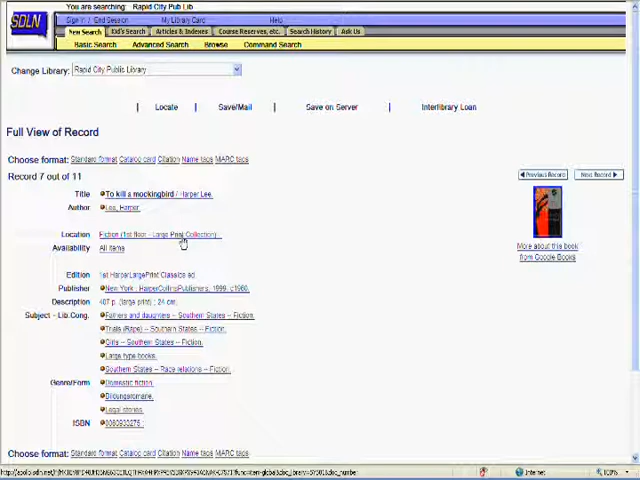 You are searching: Rapid City Pub Lib
SDLN
Sign in / End Session My Library Card Help
New Search Kid's Search Articles & Indexes Course Reserves, etc. Search History Ask Us
Basic Search Advanced Search Browse Command Search
Change Library: Rapid City Public Library
| Locate | Save/Mail | Save on Server | Interlibrary Loan
Full View of Record
Choose format: Standard format Catalog card Citation Name tags MARC tags
Record 7 out of 11
Previous Record Next Record
Title To kill a mockingbird / Harper Lee.
Author Lee, Harper.
Location Fiction (1st floor - Large Print Collection)
Availability All items
More about this book
from Google Books
Edition 1st HarperLargePrint Classics ed.
Publisher New York : HarperCollinsPublishers, 1999, c1960.
Description 407 p. (large print) ; 24 cm.
Subject -- Lib.Cong. Fathers and daughters -- Southern States -- Fiction.
Trials (Rape) -- Southern States -- Fiction.
Girls -- Southern States -- Fiction.
Large type books.
Southern States -- Race relations -- Fiction.
Genre/Form Domestic fiction.
Bildungsromane.
Legal stories.
ISBN
Choose format: Standard format Catalog card Citation Name tags MARC tags
Internet 100%